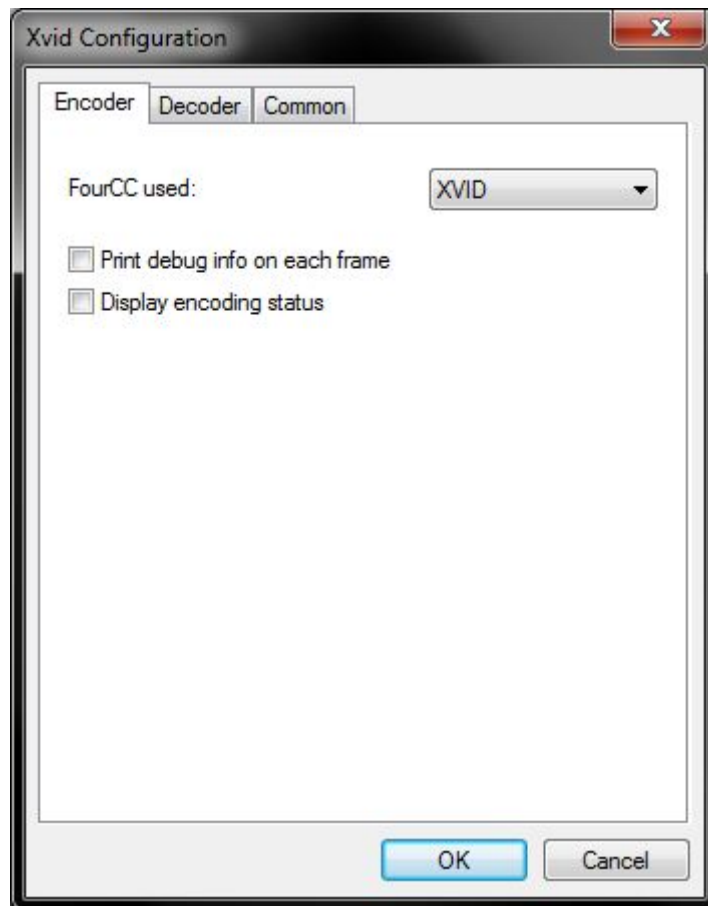 Xvid Configuration
Encoder Decoder Common
FourCC used: XVID
Print debug info on each frame
Display encoding status
OK Cancel